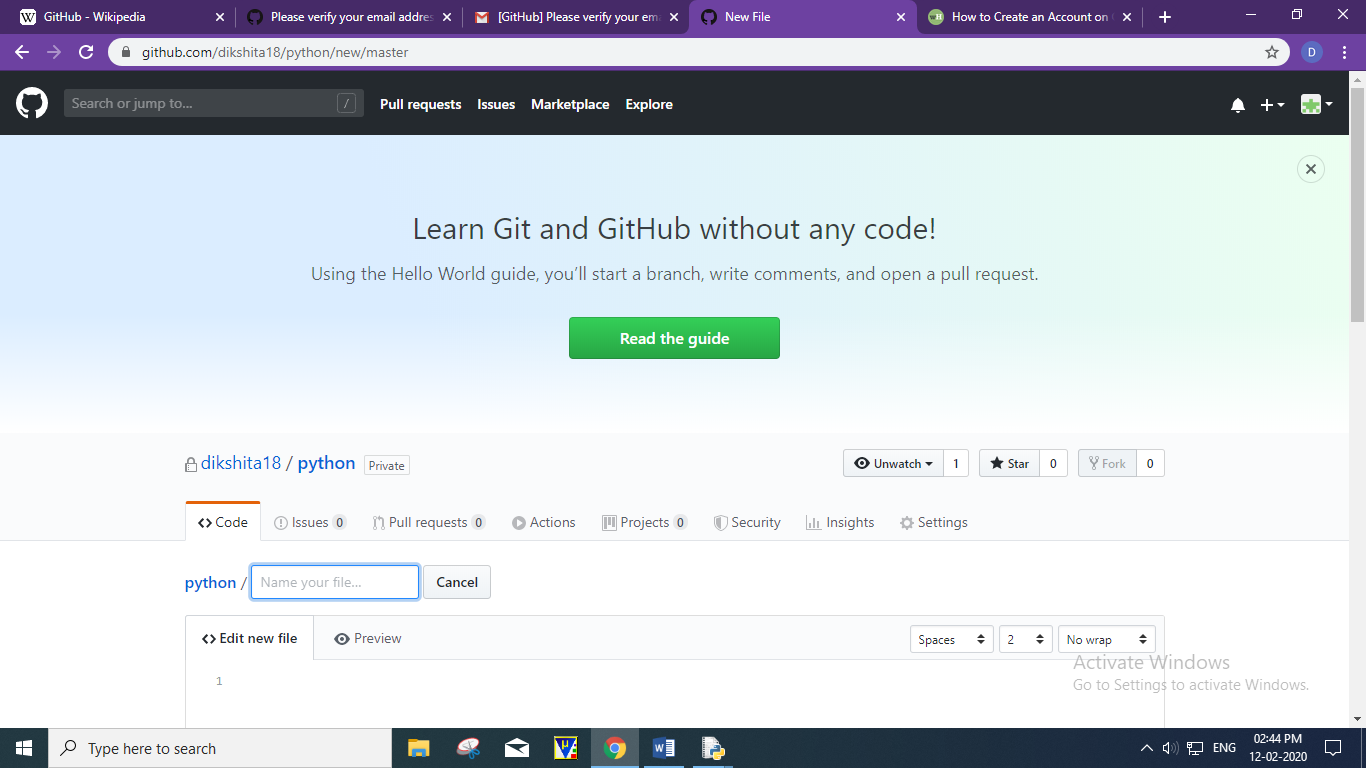 GitHub - Wikipedia
Please verify your email addres
[GitHub] Please verify your ema
New File
How to Create an Account on G
github.com/dikshita18/python/new/master
D
Search or jump to... /
Pull requests Issues Marketplace Explore
Learn Git and GitHub without any code!
Using the Hello World guide, you’ll start a branch, write comments, and open a pull request.
Read the guide
dikshita18 / python Private
Unwatch 1 Star 0 Fork 0
Code Issues 0 Pull requests 0 Actions Projects 0 Security Insights Settings
python / Name your file... Cancel
Edit new file Preview Spaces 2 No wrap
Activate Windows
Go to Settings to activate Windows.
1
Type here to search
ENG
02:44 PM
12-02-2020